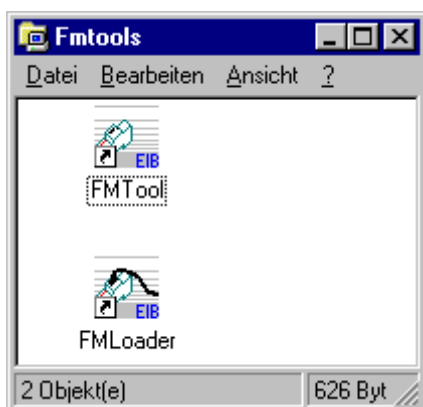 Fmtools
Datei Bearbeiten Ansicht ?
EIB
FMTool
EIB
FMLoader
2 Objekt(e) 626 Byt